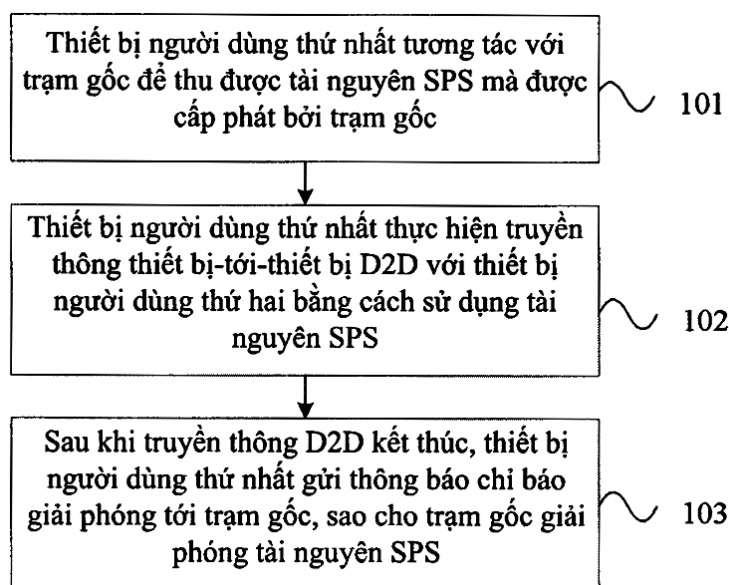 Thiết bị người dùng thứ nhất tương tác với
trạm gốc để thu được tài nguyên SPS mà được
cấp phát bởi trạm gốc
101
Thiết bị người dùng thứ nhất thực hiện truyền
thông thiết bị-tới-thiết bị D2D với thiết bị
người dùng thứ hai bằng cách sử dụng tài
nguyên SPS
102
Sau khi truyền thông D2D kết thúc, thiết bị
người dùng thứ nhất gửi thông báo chỉ báo
giải phóng tới trạm gốc, sao cho trạm gốc giải
phóng tài nguyên SPS
103